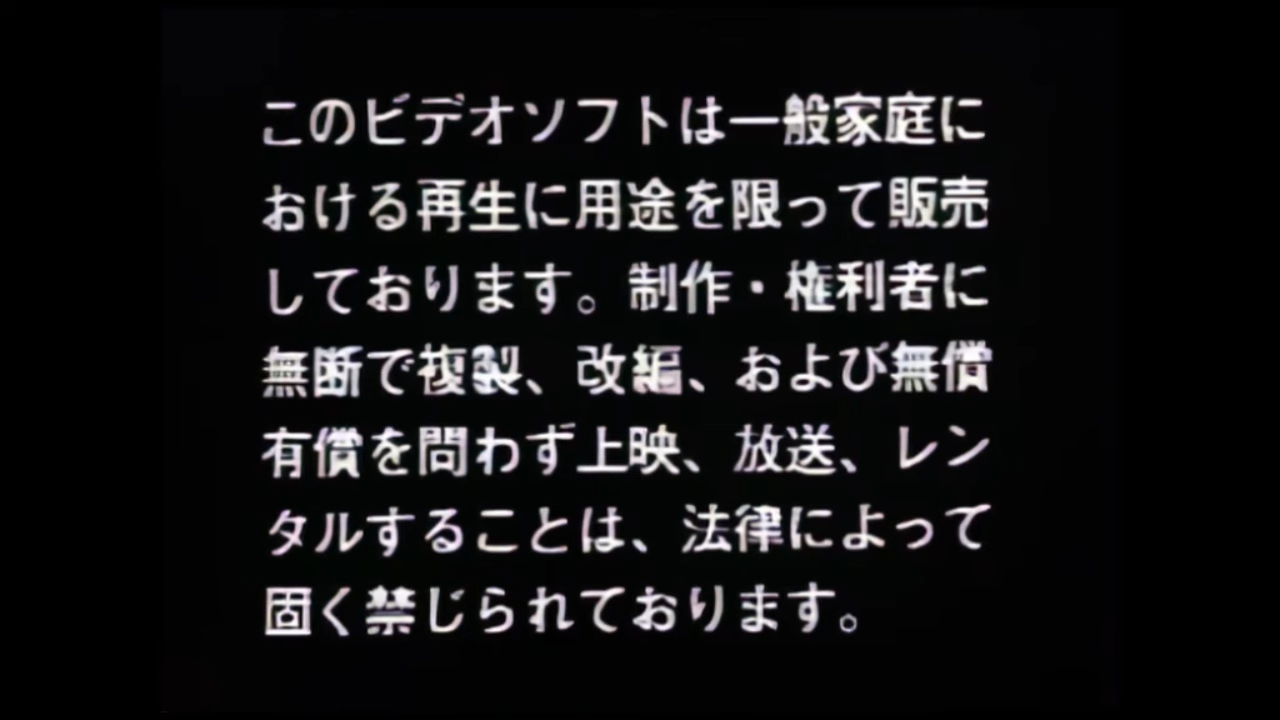 このビデオソフトは一般家庭に
おける再生に用途を限って販売
しております。制作・権利者に
無断で複製、改編、および無償
有償を問わず上映、放送、レン
タルすることは、法律によって
固く禁じられております。